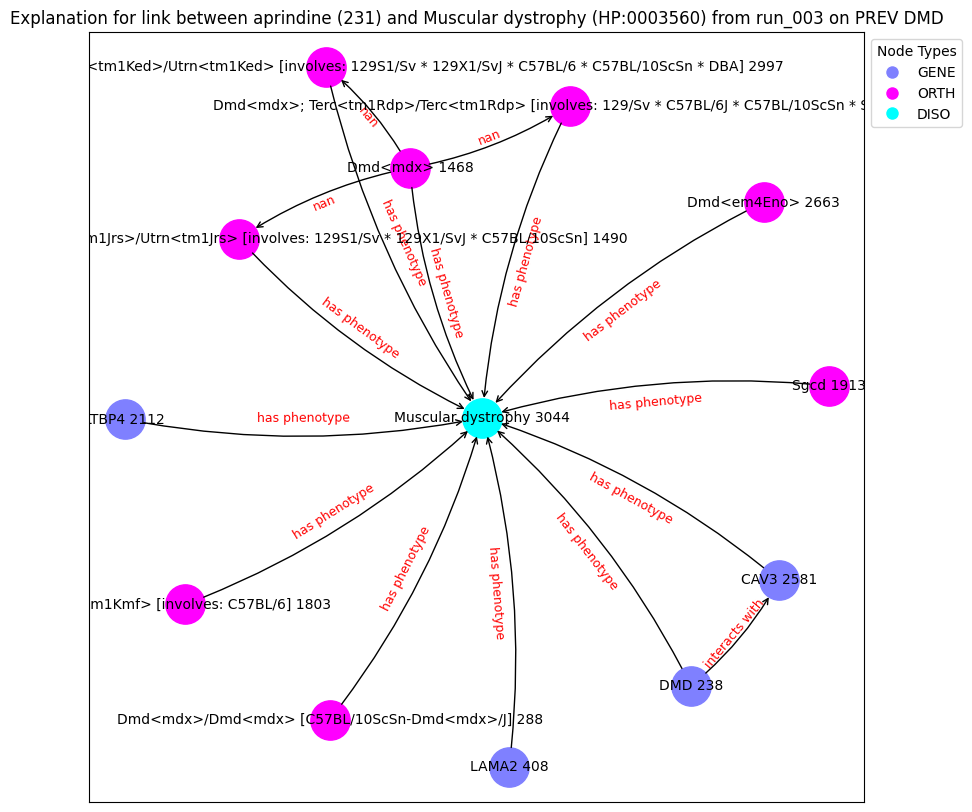 Explanation for link between aprindine (231) and Muscular dystrophy (HP:0003560) from run_003 on PREV DMD
Node Types
GENE
ORTH
DISO
<tm1Ked>/Utrn<tm1Ked> [involves: 129S1/Sv * 129X1/SvJ * C57BL/6 * C57BL/10ScSn * DBA] 2997
Dmd<mdx>; Terc<tm1Rdp>/Terc<tm1Rdp> [involves: 129/Sv * C57BL/6J * C57BL/10ScSn * S
nan
nan
Dmd<mdx> 1468
nan
Dmd<em4Eno> 2663
m1Jrs>/Utrn<tm1Jrs> [involves: 129S1/Sv * 129X1/SvJ * C57BL/10ScSn] 1490
has phenotype
has phenotype
has phenotype
has phenotype
has phenotype
Sgcd 1913
has phenotype
LTBP4 2112
has phenotype
Muscular dystrophy 3044
has phenotype
has phenotype
has phenotype
has phenotype
has phenotype
CAV3 2581
m1Kmf> [involves: C57BL/6] 1803
interacts with
DMD 238
Dmd<mdx>/Dmd<mdx> [C57BL/10ScSn-Dmd<mdx>/J] 288
LAMA2 408